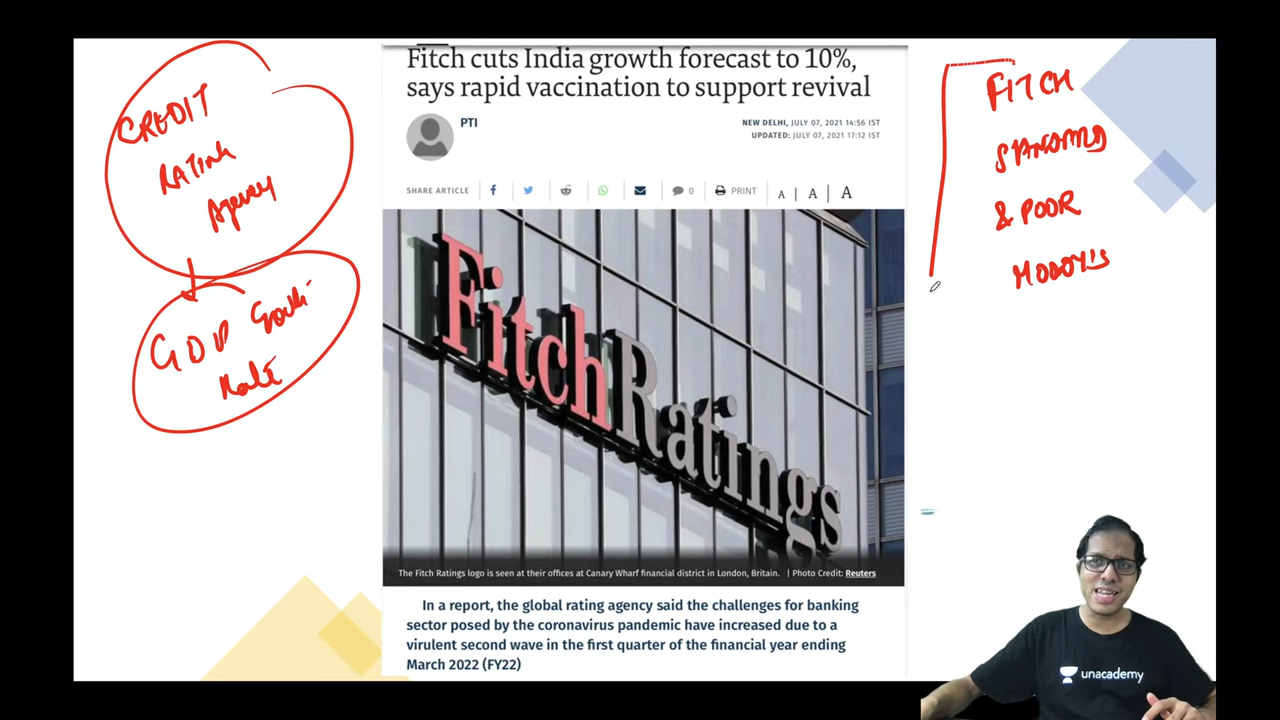 CREDIT
RATING
Agency
GDP Growth
Rate
Fitch cuts India growth forecast to 10%,
says rapid vaccination to support revival
PTI
NEW DELHI, JULY 07, 2021 14:56 IST
UPDATED: JULY 07, 2021 17:12 IST
SHARE ARTICLE
0
PRINT
A | A | A
FitchRatings
The Fitch Ratings logo is seen at their offices at Canary Wharf financial district in London, Britain. | Photo Credit: Reuters
In a report, the global rating agency said the challenges for banking
sector posed by the coronavirus pandemic have increased due to a
virulent second wave in the first quarter of the financial year ending
March 2022 (FY22)
FITCH
STANDARD
& POOR
MOODY'S
unacademy